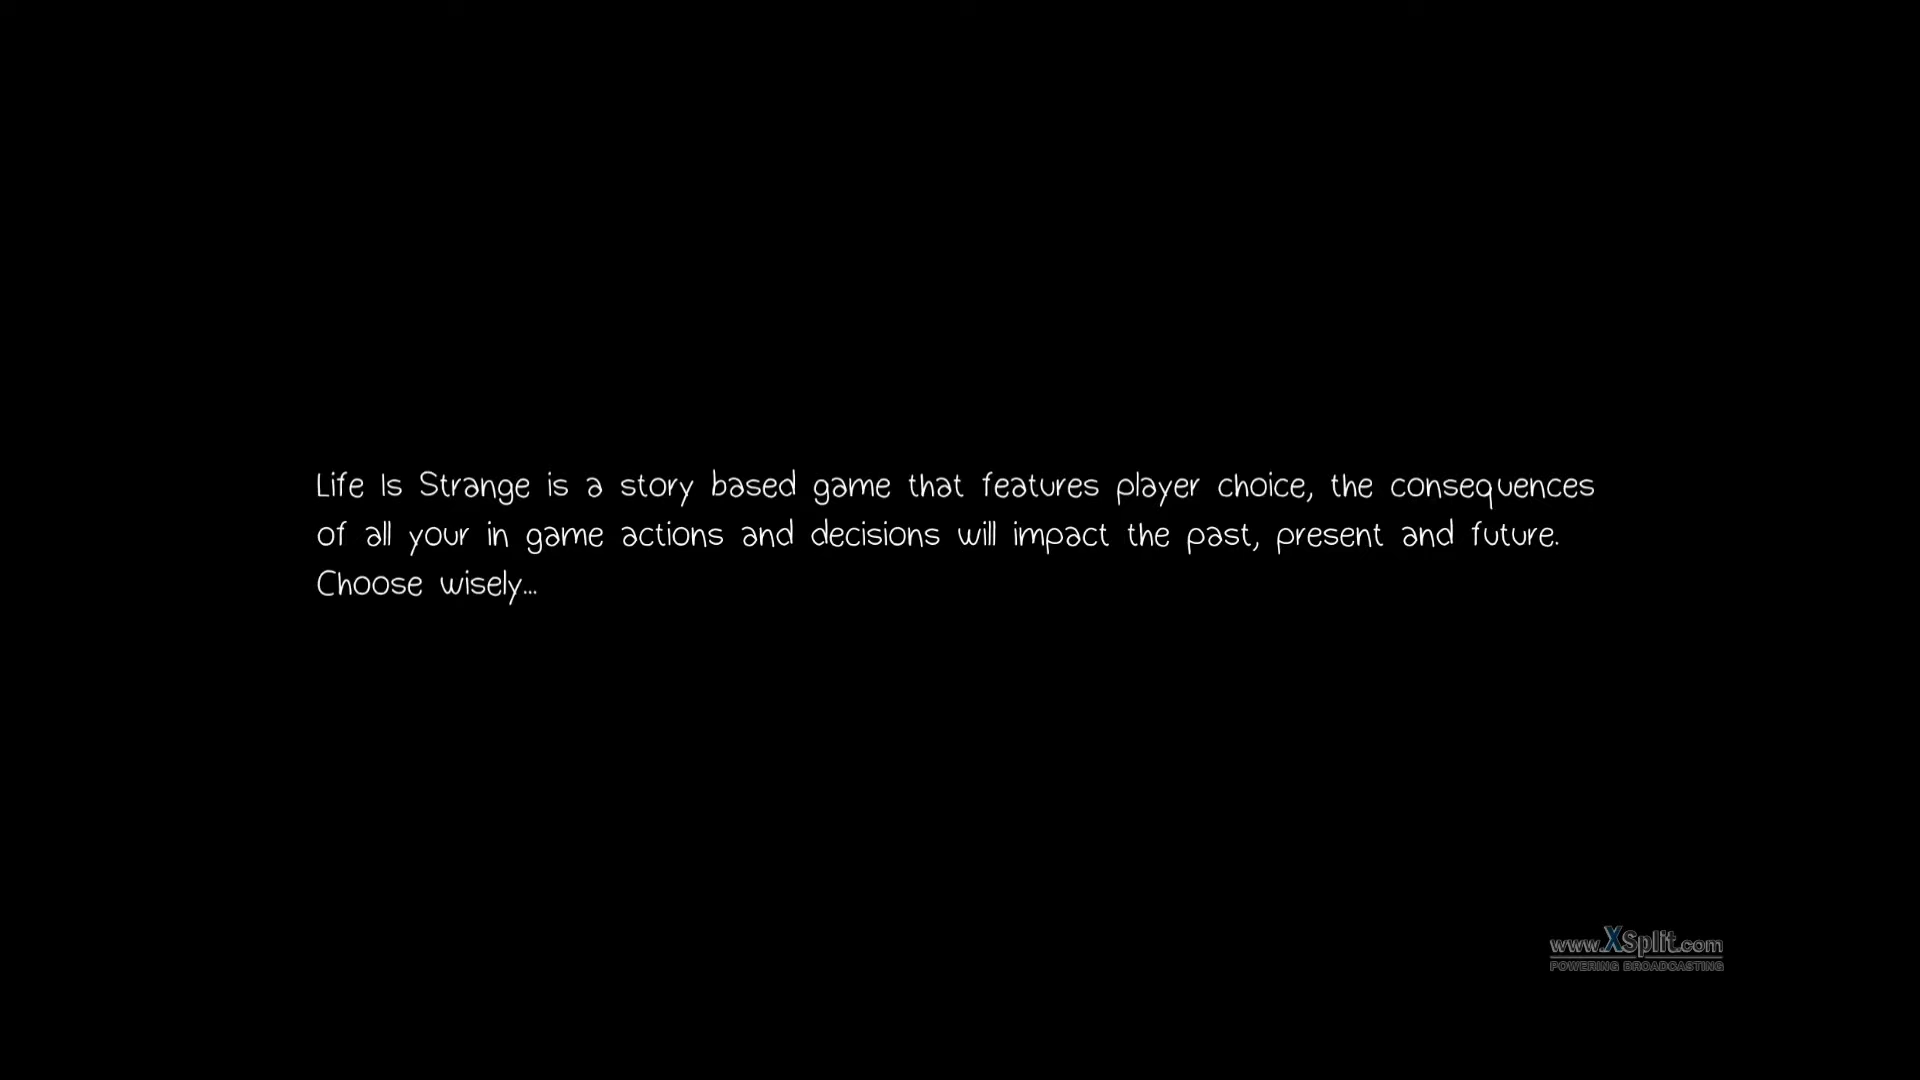 Life Is Strange is a story based game that features player choice, the consequences
of all your in game actions and decisions will impact the past, present and future.
Choose wisely...
www.XSplit.com
POWERING BROADCASTING